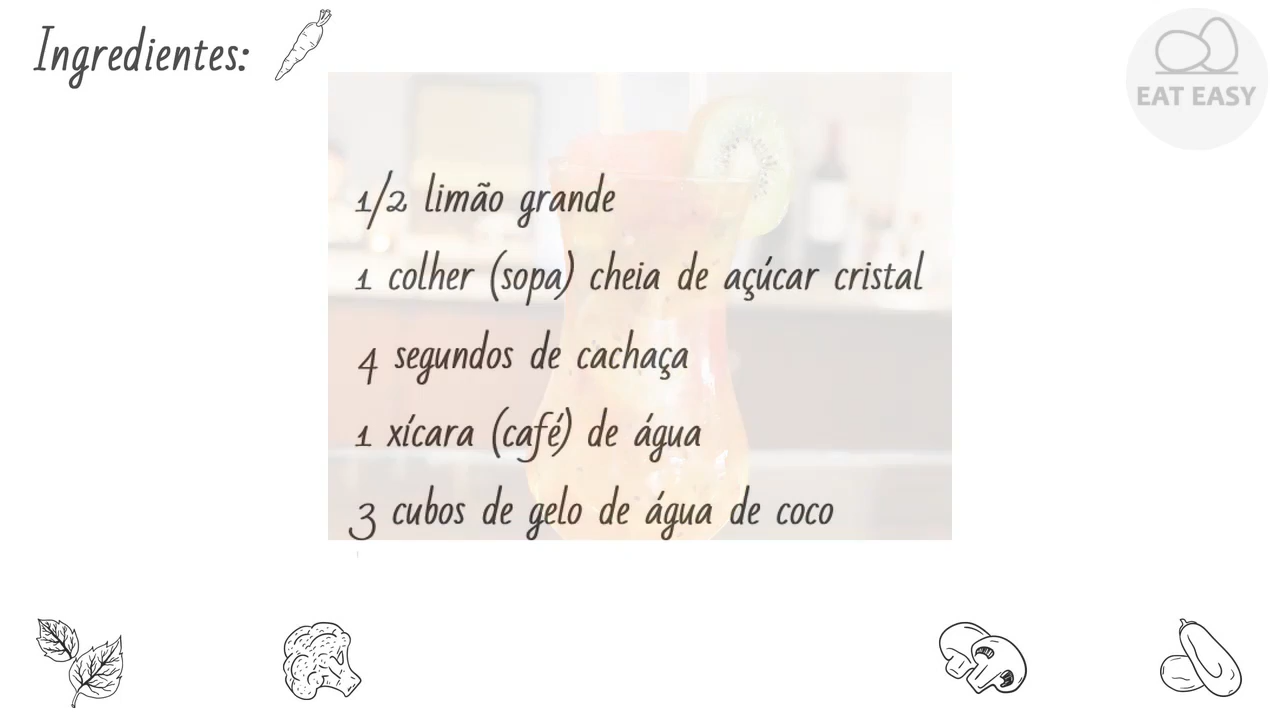 Ingredientes:
EAT EASY
1/2 limão grande
1 colher (sopa) cheia de açúcar cristal
4 segundos de cachaça
1 xícara (café) de água
3 cubos de gelo de água de coco